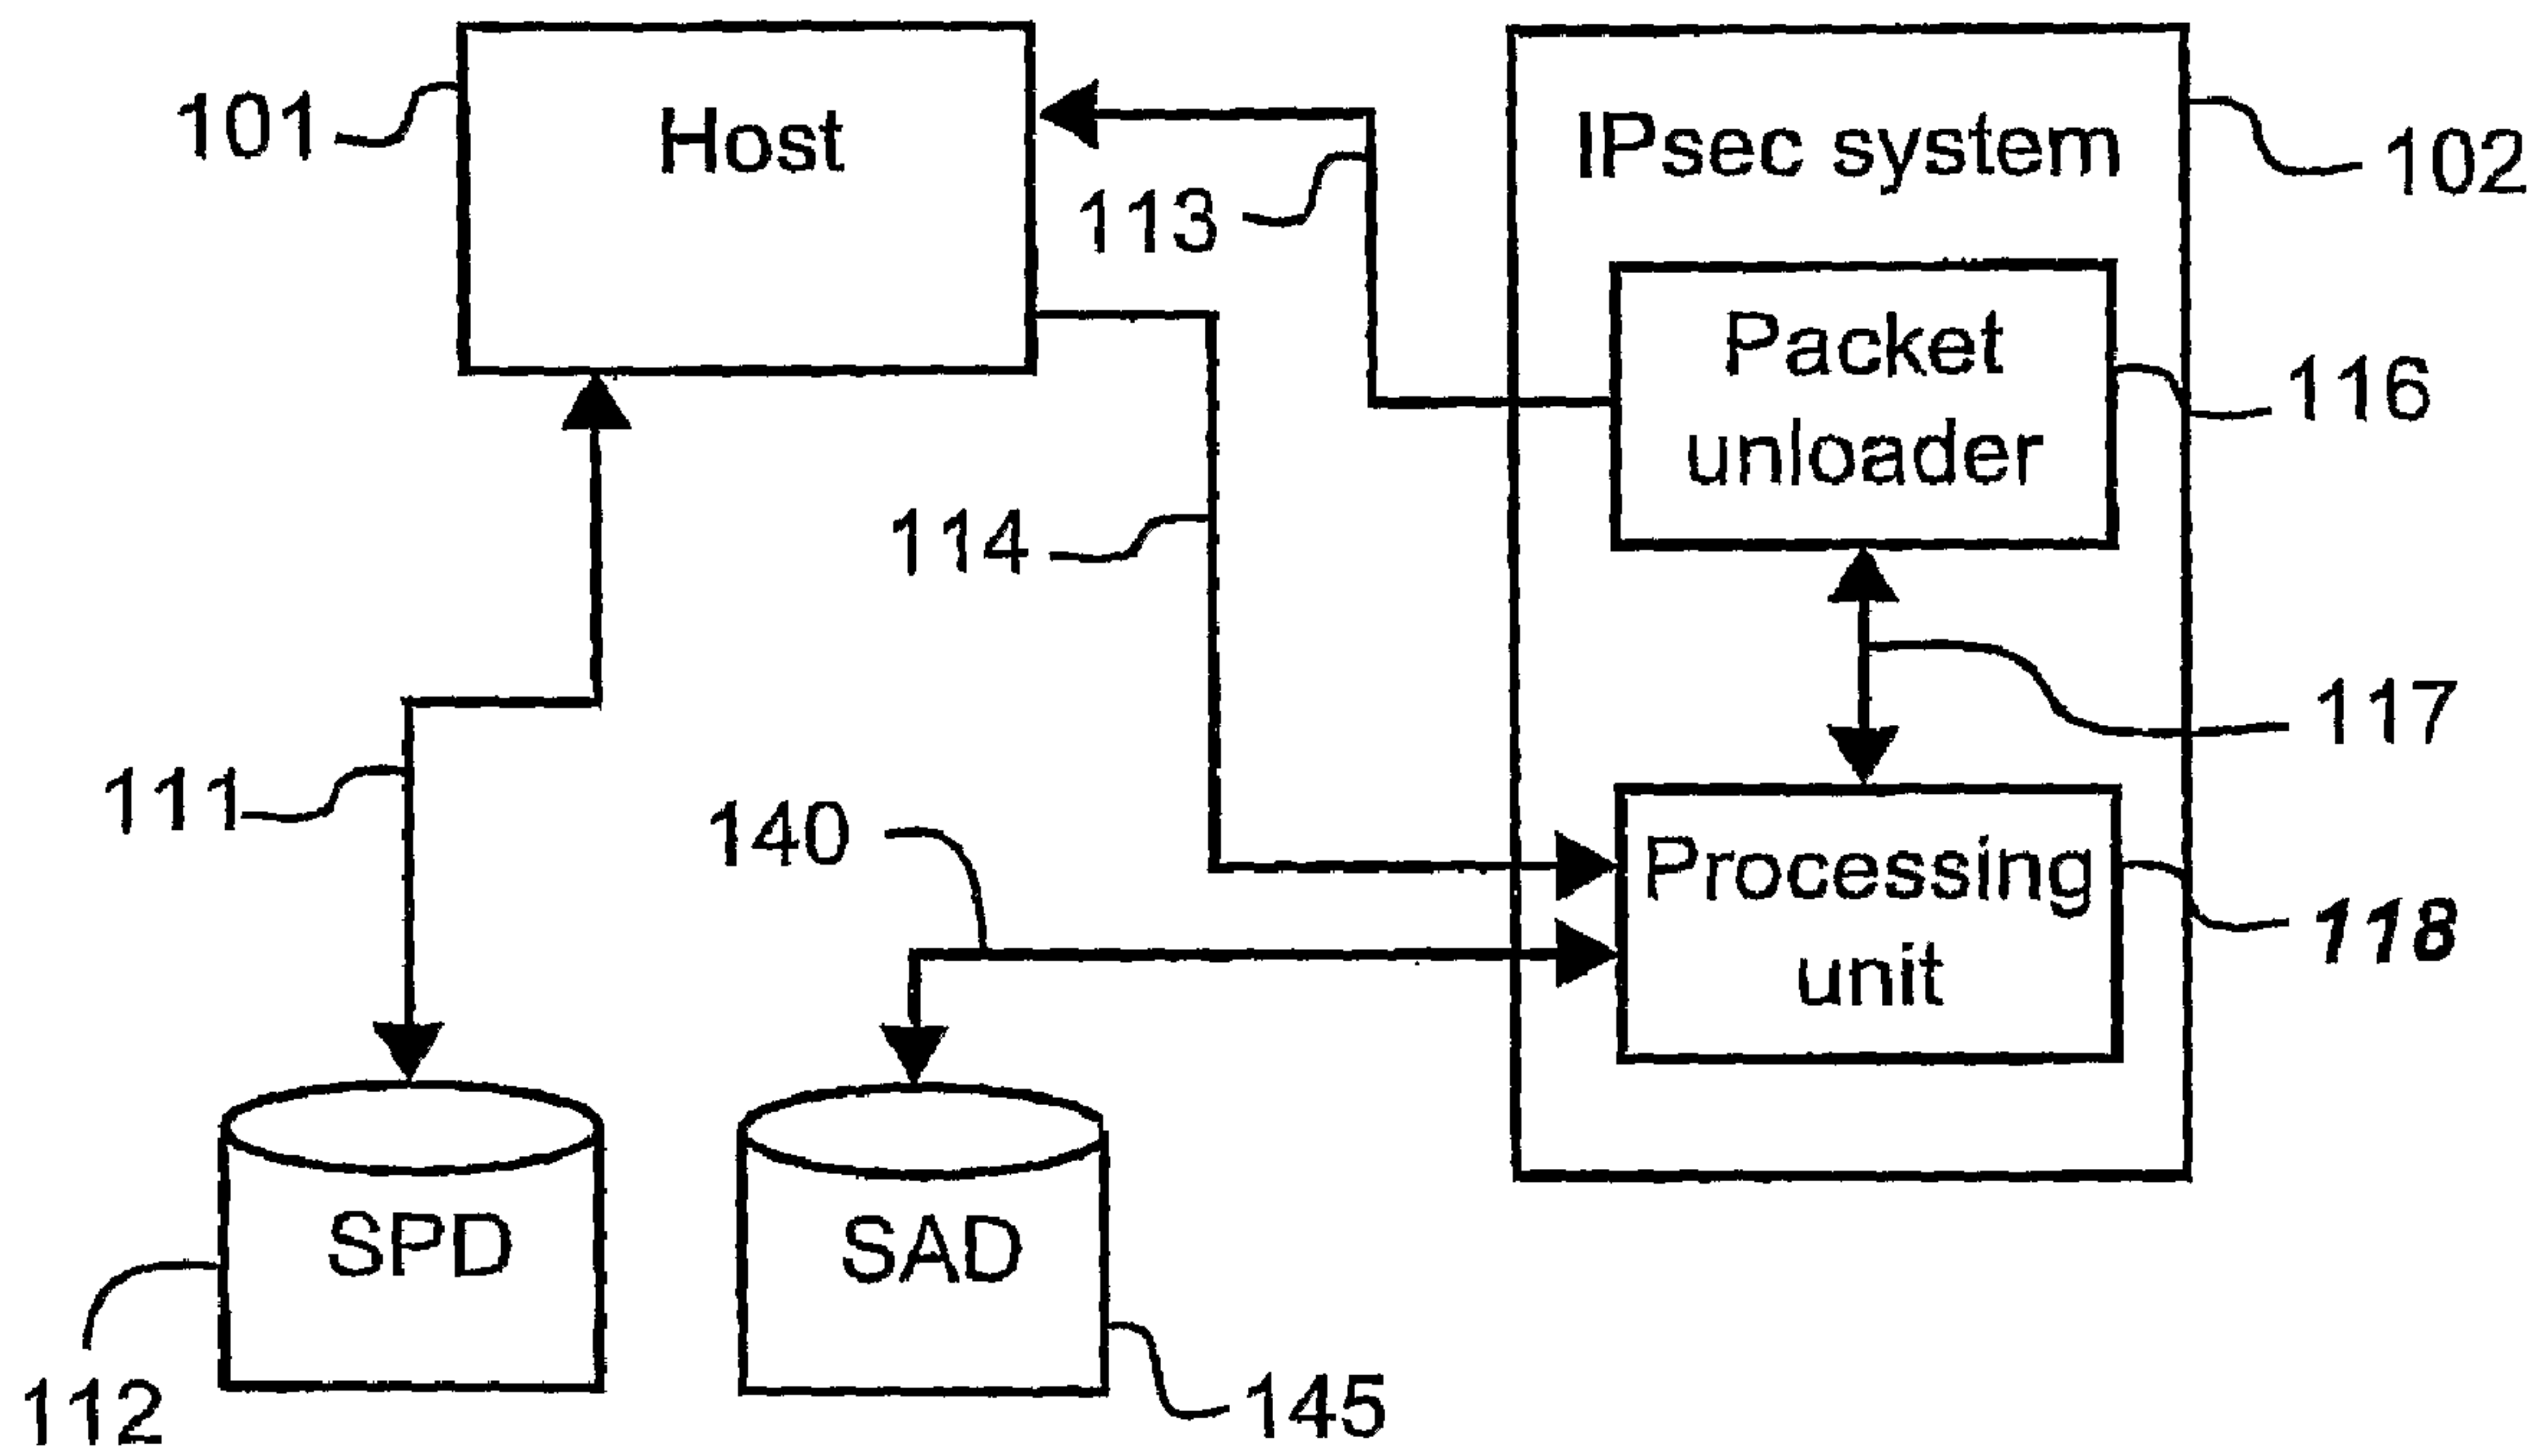 101
Host
113
IPsec system
102
Packet
unloader
116
114
117
111
140
Processing
unit
118
SPD
SAD
112
145